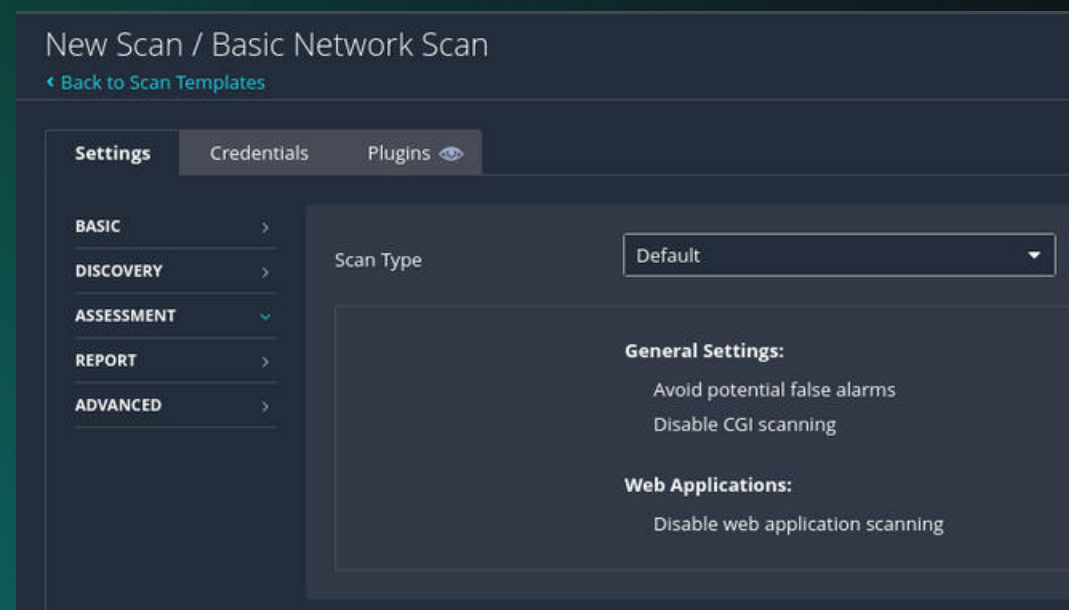 New Scan / Basic Network Scan
Back to Scan Templates
Settings Credentials Plugins
BASIC
DISCOVERY
ASSESSMENT
REPORT
ADVANCED
Scan Type Default
General Settings:
Avoid potential false alarms
Disable CGI scanning
Web Applications:
Disable web application scanning